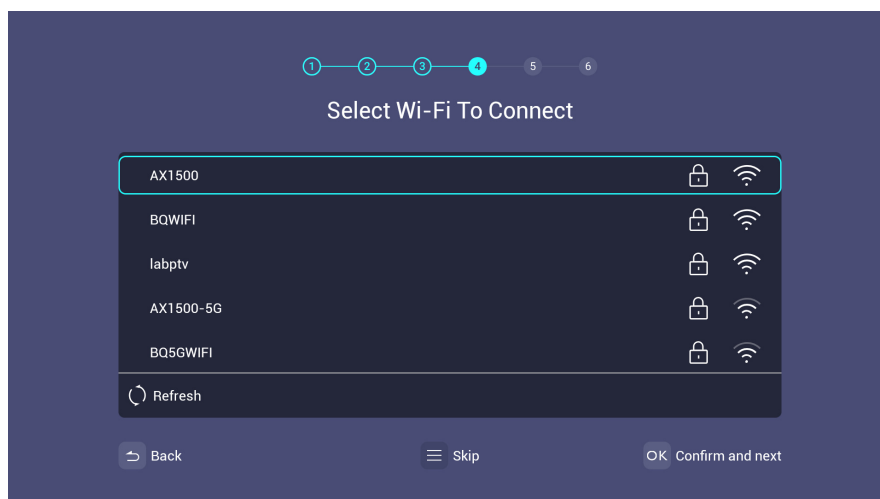 1 2 3 4 5 6
Select Wi-Fi To Connect
AX1500
BQWIFI
labptv
AX1500-5G
BQ5GWIFI
Refresh
Back Skip OK Confirm and next